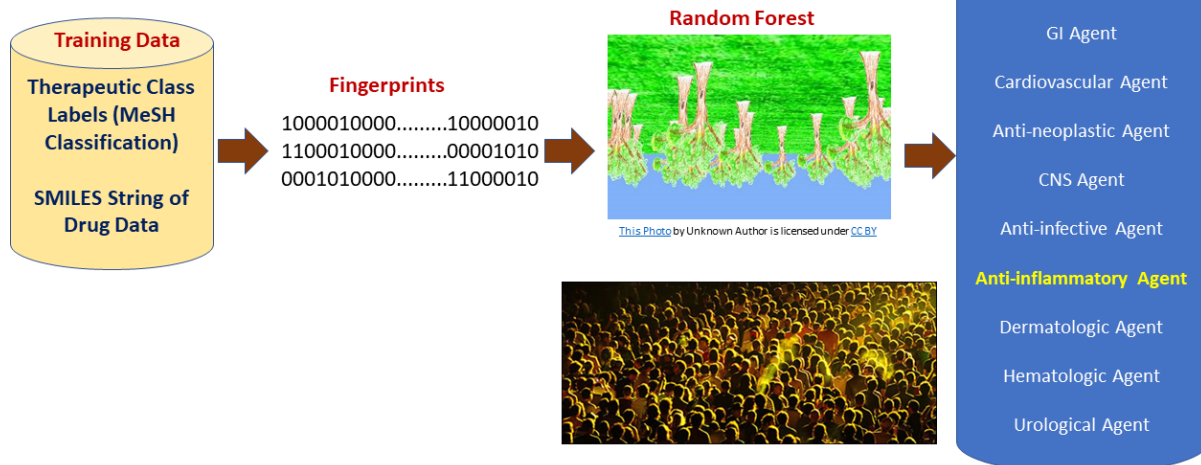 Training Data
Therapeutic Class
Labels (MeSH
Classification)
SMILES String of
Drug Data
Fingerprints
1000010000.........10000010
1100010000.........00001010
0001010000.........11000010
Random Forest
This Photo by Unknown Author is licensed under CC BY
GI Agent
Cardiovascular Agent
Anti-neoplastic Agent
CNS Agent
Anti-infective Agent
Anti-inflammatory Agent
Dermatologic Agent
Hematologic Agent
Urological Agent